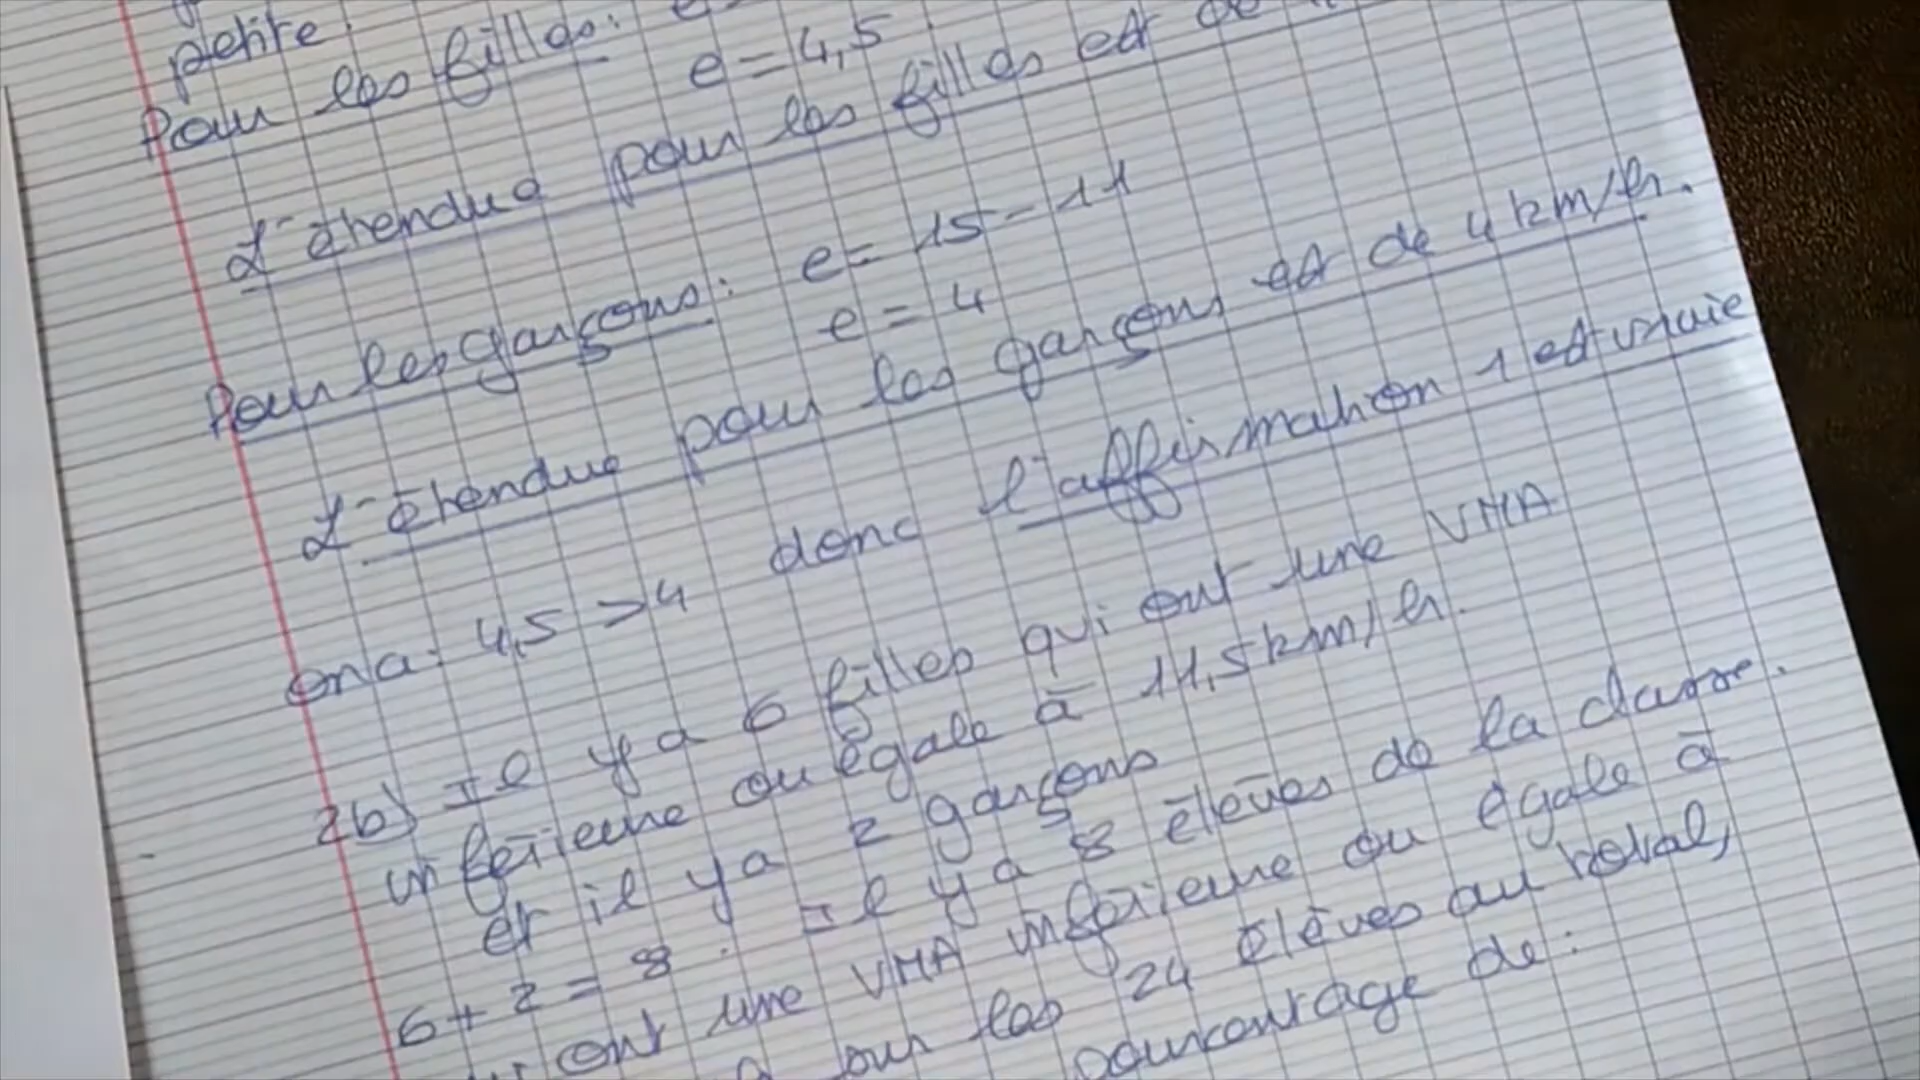 petite.
Pour les filles:
e = 4,5
L'étendue pour les filles est de
Pour les garçons: e = 15 - 11
e = 4
L'étendue pour les garçons est de 4 km/h.
on a: 4,5 > 4 donc l'affirmation 1 est vraie
2b) Il y a 6 filles qui ont une VMA
inférieure ou égale à 11,5 km/h.
et il y a 2 garçons
6 + 2 = 8. Il y a 8 élèves de la classe.
ont une VMA inférieure ou égale à
sur les 24 élèves au total,
pourcentage de: